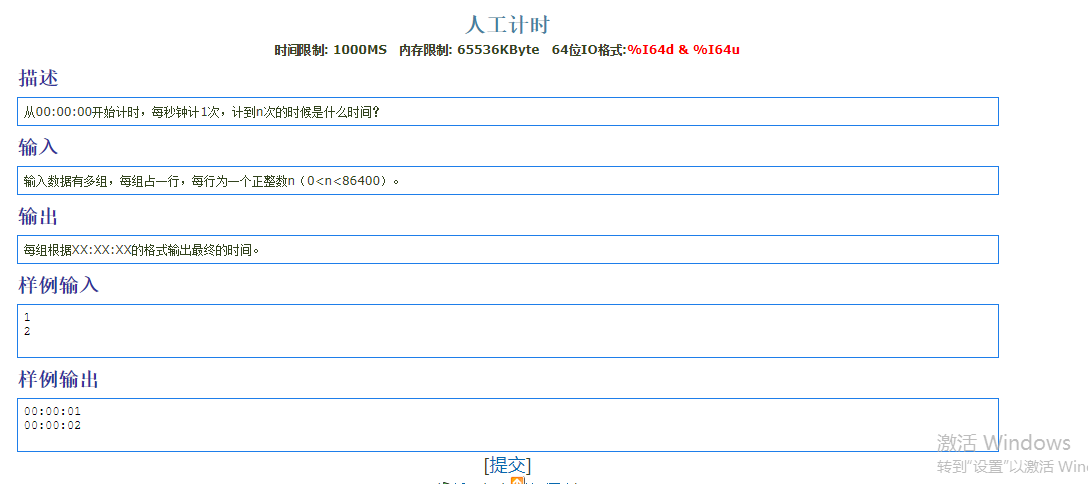 人工计时
时间限制: 1000MS 内存限制: 65536KByte 64位IO格式:%I64d & %I64u
描述
从00:00:00开始计时，每秒钟计1次，计到n次的时候是什么时间？
输入
输入数据有多组，每组占一行，每行为一个正整数n（0<n<86400）。
输出
每组根据XX:XX:XX的格式输出最终的时间。
样例输入
1
2
样例输出
00:00:01
00:00:02
[提交]
激活 Windows
转到“设置”以激活 Win